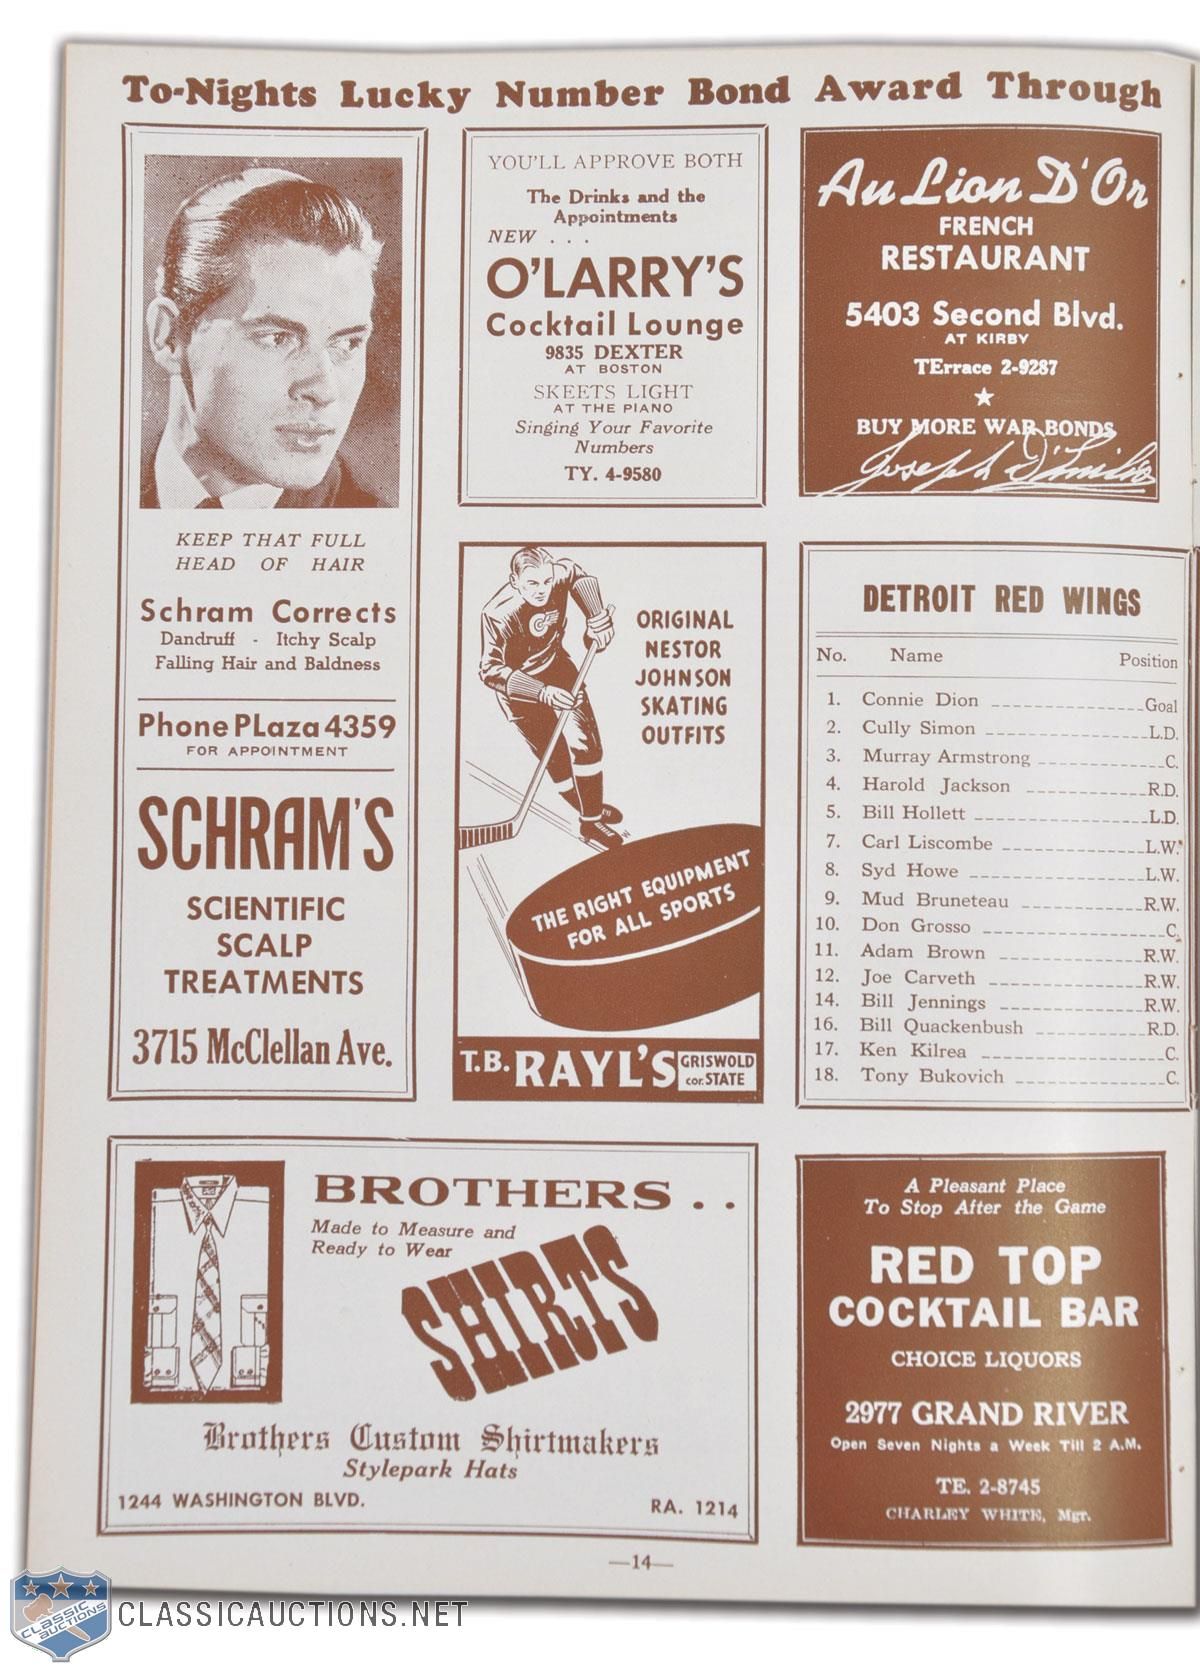 To-Nights Lucky Number Bond Award Through
KEEP THAT FULL
HEAD OF HAIR
Schram Corrects
Dandruff - Itchy Scalp
Falling Hair and Baldness
Phone PLaza 4359
FOR APPOINTMENT
SCHRAM'S
SCIENTIFIC
SCALP
TREATMENTS
3715 McClellan Ave.
YOU'LL APPROVE BOTH
The Drinks and the
Appointments
NEW . . .
O'LARRY'S
Cocktail Lounge
9835 DEXTER
AT BOSTON
SKEETS LIGHT
AT THE PIANO
Singing Your Favorite
Numbers
TY. 4-9580
Au Lion D'Or
FRENCH
RESTAURANT
5403 Second Blvd.
AT KIRBY
TErrace 2-9287
BUY MORE WAR BONDS
Joseph
ORIGINAL
NESTOR
JOHNSON
SKATING
OUTFITS
THE RIGHT EQUIPMENT
FOR ALL SPORTS
T.B. RAYL'S GRISWOLD
cor. STATE
DETROIT RED WINGS
No. Name Position
1. Connie Dion Goal
2. Cully Simon L.D.
3. Murray Armstrong C.
4. Harold Jackson R.D.
5. Bill Hollett L.D.
7. Carl Liscombe L.W.
8. Syd Howe L.W.
9. Mud Bruneteau R.W.
10. Don Grosso C.
11. Adam Brown R.W.
12. Joe Carveth R.W.
14. Bill Jennings R.W.
16. Bill Quackenbush R.D.
17. Ken Kilrea C.
18. Tony Bukovich C.
BROTHERS . .
Made to Measure and
Ready to Wear
SHIRTS
Brothers Custom Shirtmakers
Stylepark Hats
1244 WASHINGTON BLVD. RA. 1214
A Pleasant Place
To Stop After the Game
RED TOP
COCKTAIL BAR
CHOICE LIQUORS
2977 GRAND RIVER
Open Seven Nights a Week Till 2 A.M.
TE. 2-8745
CHARLEY WHITE, Mgr.
—14—
CLASSIC
AUCTIONS
CLASSICAUCTIONS.NET